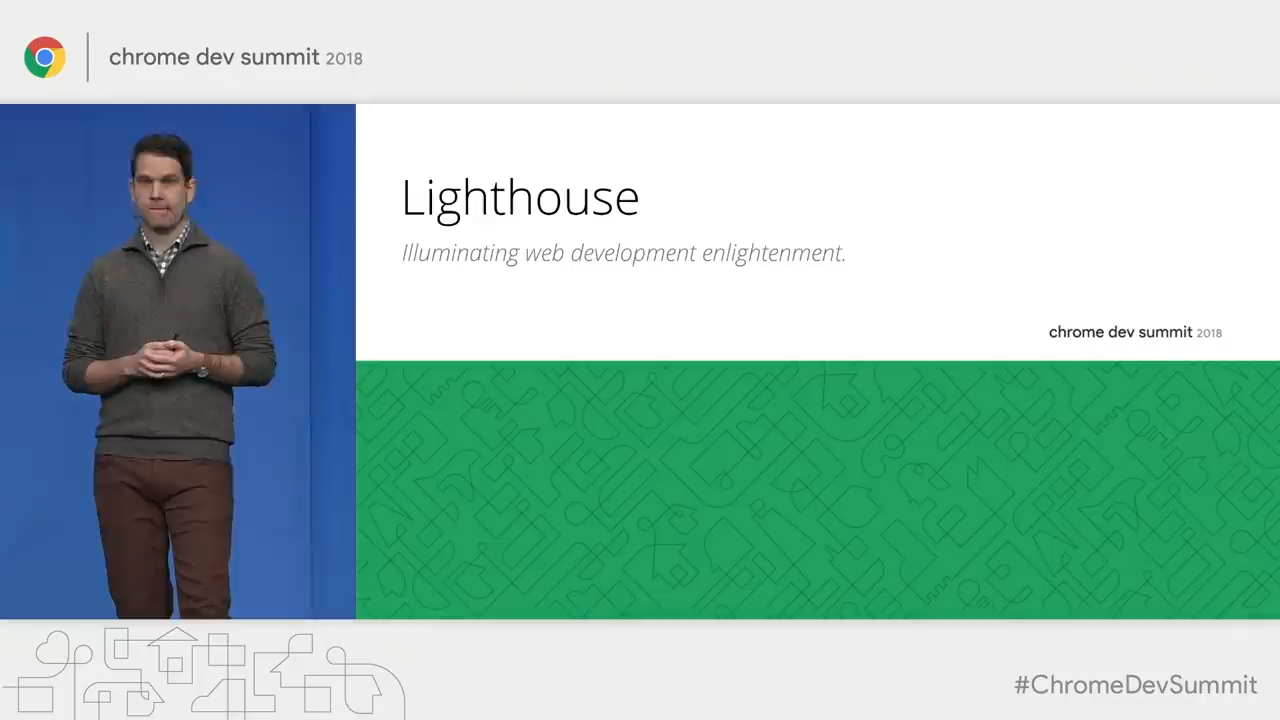 chrome dev summit 2018
Lighthouse
Illuminating web development enlightenment.
chrome dev summit 2018
#ChromeDevSummit